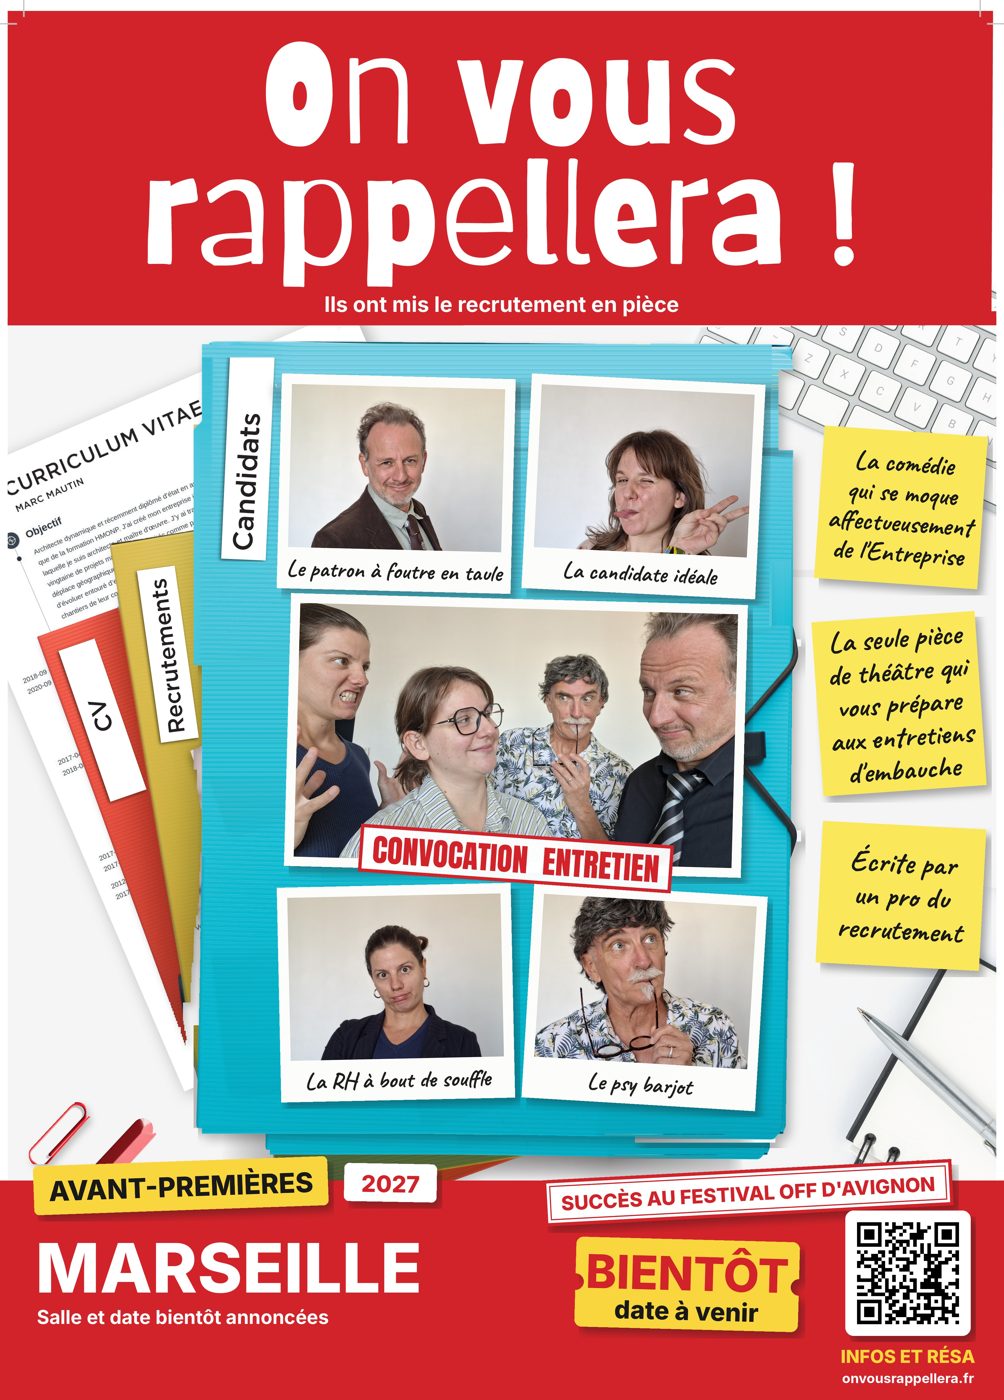 On vous
rappellera !
Ils ont mis le recrutement en pièce
CURRICULUM VITAE
MARC MAUTIN
Objectif
Candidats
Recrutements
CV
Le patron à foutre en taule
La candidate idéale
CONVOCATION ENTRETIEN
La RH à bout de souffle
Le psy barjot
La comédie
qui se moque
affectueusement
de l'Entreprise
La seule pièce
de théâtre qui
vous prépare
aux entretiens
d'embauche
Écrite par
un pro du
recrutement
AVANT-PREMIÈRES
2027
MARSEILLE
Salle et date bientôt annoncées
SUCCÈS AU FESTIVAL OFF D'AVIGNON
BIENTÔT
date à venir
INFOS ET RÉSA
onvousrappellera.fr